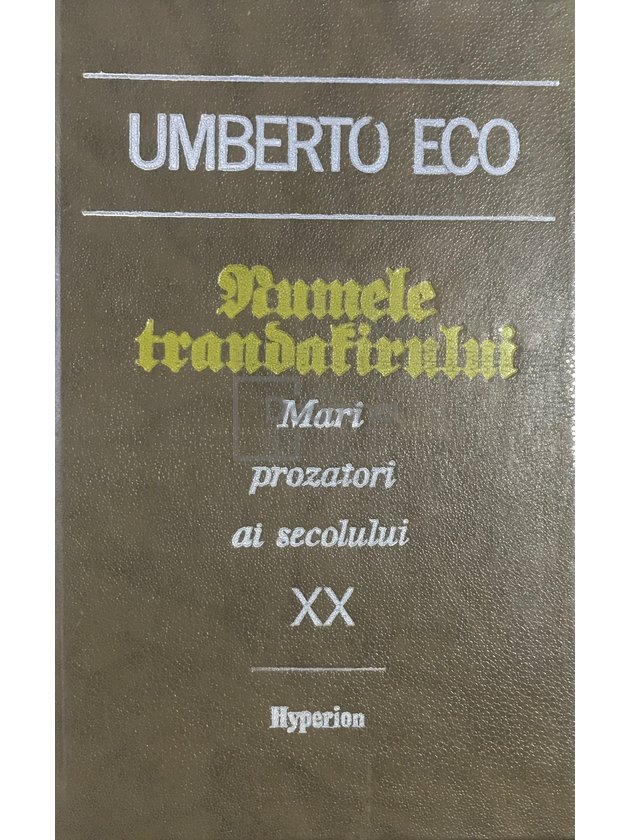 UMBERTO ECO
Numele
trandafirului
Mari
prozatori
ai secolului
XX
Hyperion